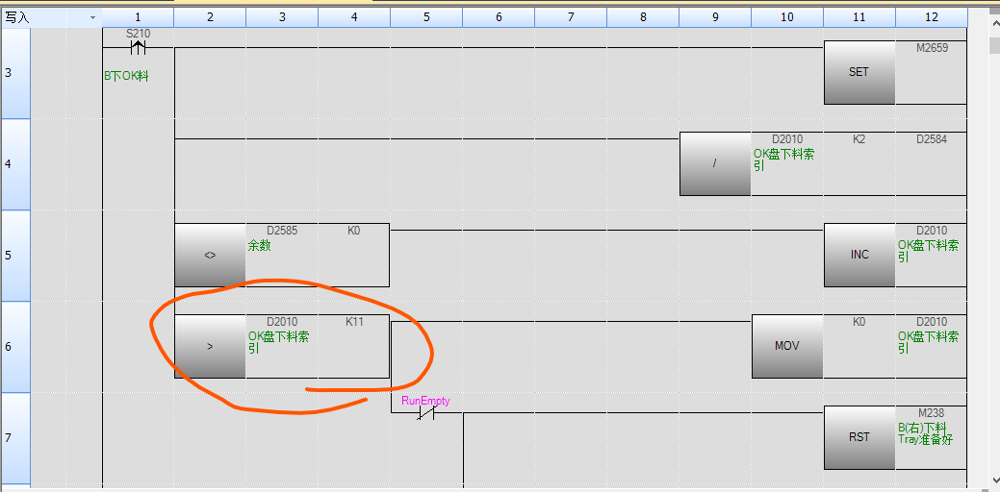 写入 1 2 3 4 5 6 7 8 9 10 11 12
S210
B下OK料
3
SET M2659
4
/ D2010 K2 D2584
OK盘下料索
引
5
<> D2585 K0
余数
INC D2010
OK盘下料索
引
6
> D2010 K11
OK盘下料索
引
MOV K0 D2010
OK盘下料索
引
RunEmpty
7
RST M238
B(右)下料
Tray准备好